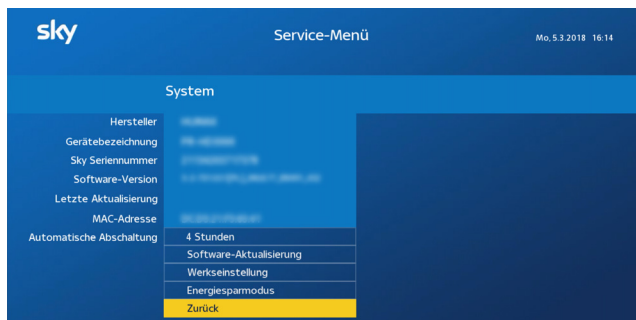 sky
Service-Menü
Mo, 5.3.2018 16:14
System
Hersteller
Gerätebezeichnung
Sky Seriennummer
Software-Version
Letzte Aktualisierung
MAC-Adresse
Automatische Abschaltung 4 Stunden
Software-Aktualisierung
Werkseinstellung
Energiesparmodus
Zurück